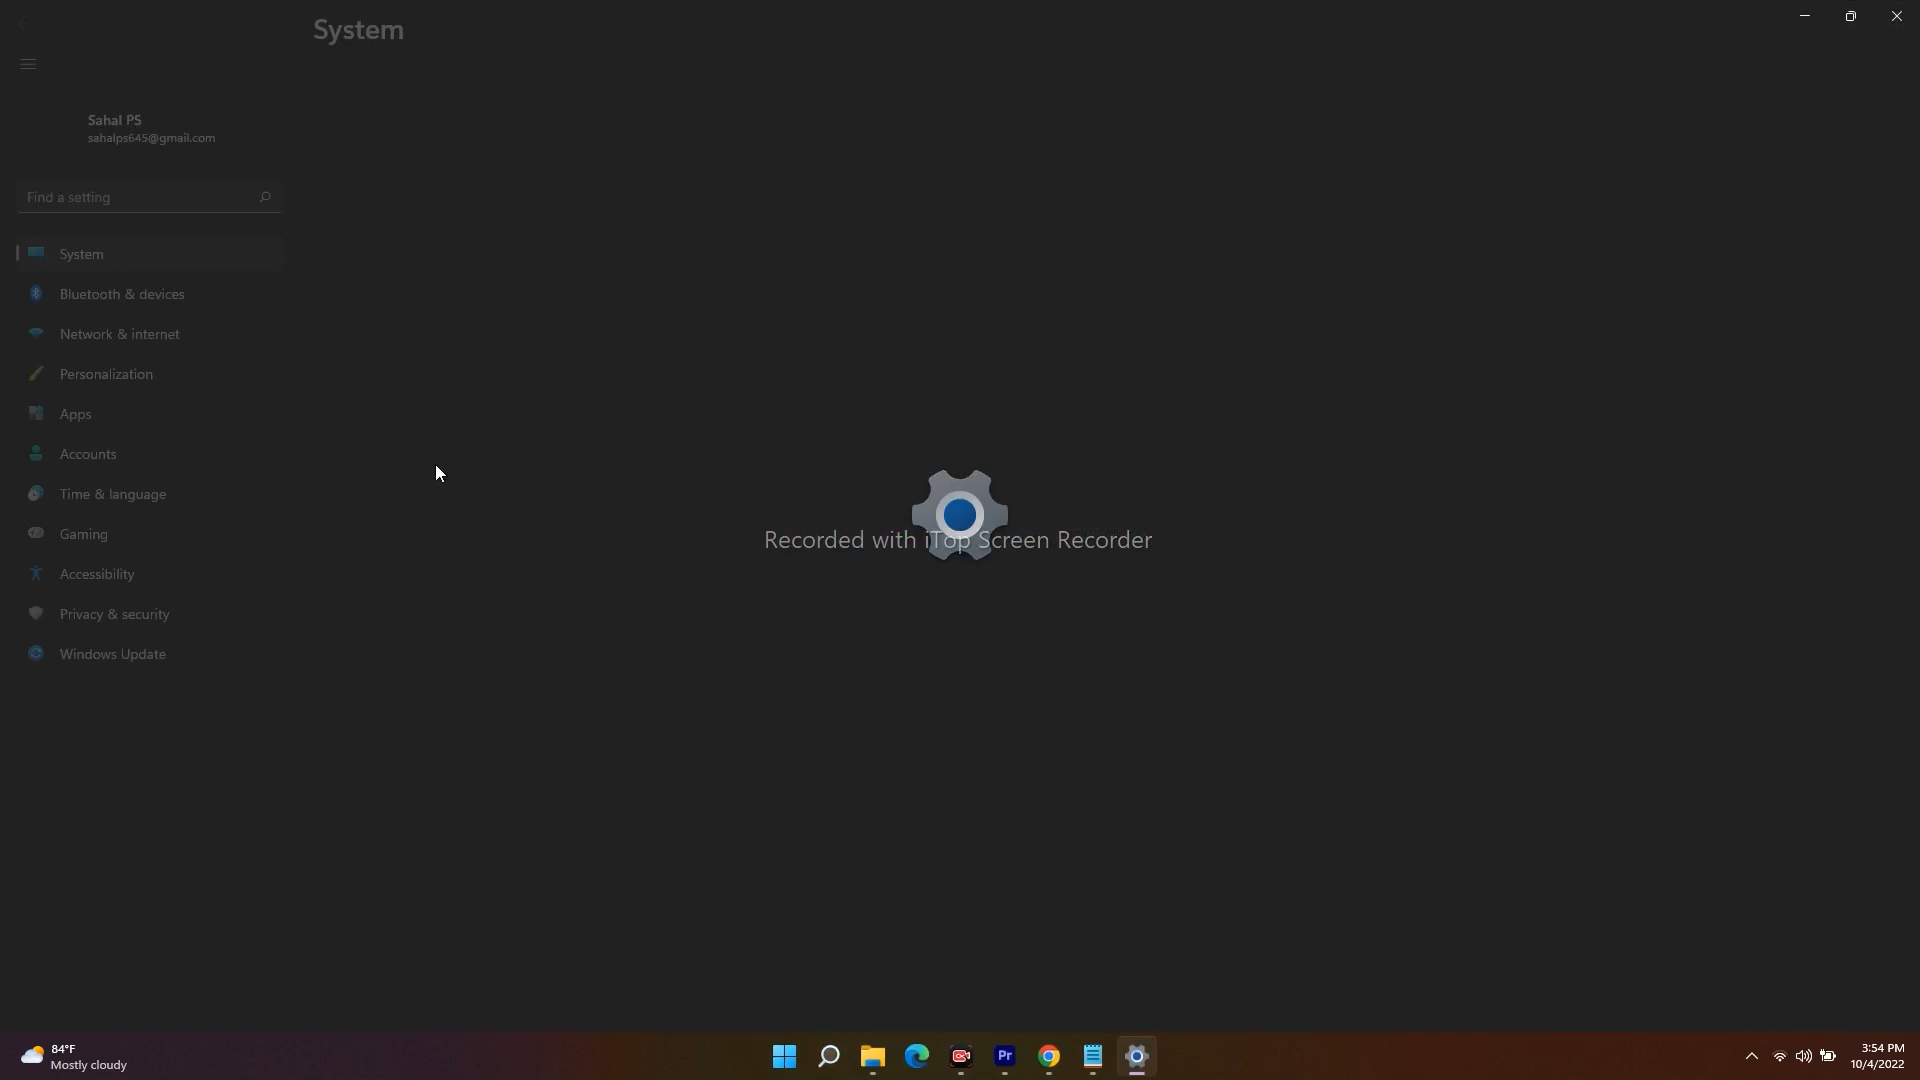 System
Sahal PS
sahalps645@gmail.com
Find a setting
System
Bluetooth & devices
Network & internet
Personalization
Apps
Accounts
Time & language
Gaming
Accessibility
Privacy & security
Windows Update
Recorded with iTop Screen Recorder
84°F
Mostly cloudy
Pr
3:54 PM
10/4/2022